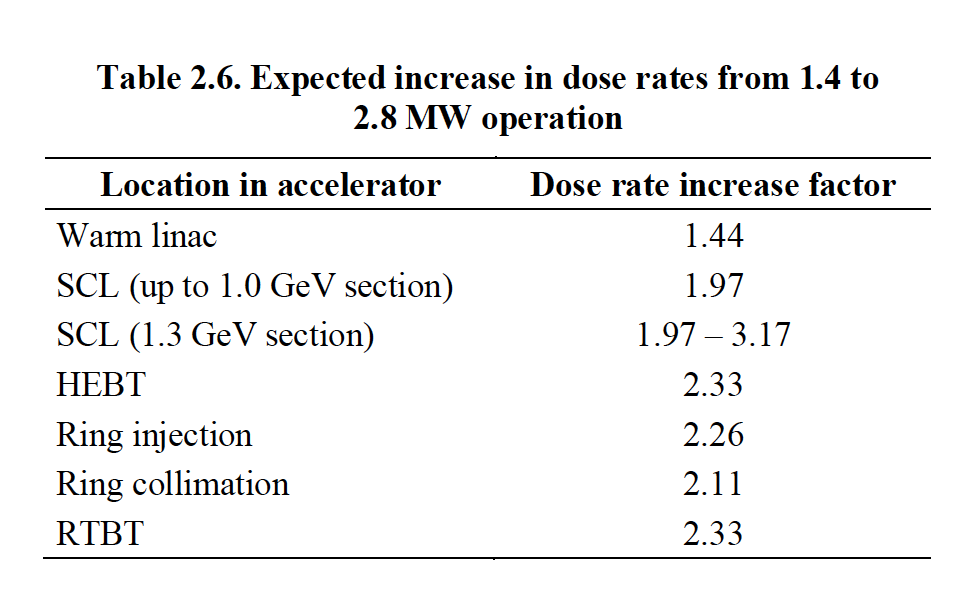 Table 2.6. Expected increase in dose rates from 1.4 to
2.8 MW operation
Location in accelerator Dose rate increase factor
Warm linac 1.44
SCL (up to 1.0 GeV section) 1.97
SCL (1.3 GeV section) 1.97 – 3.17
HEBT 2.33
Ring injection 2.26
Ring collimation 2.11
RTBT 2.33